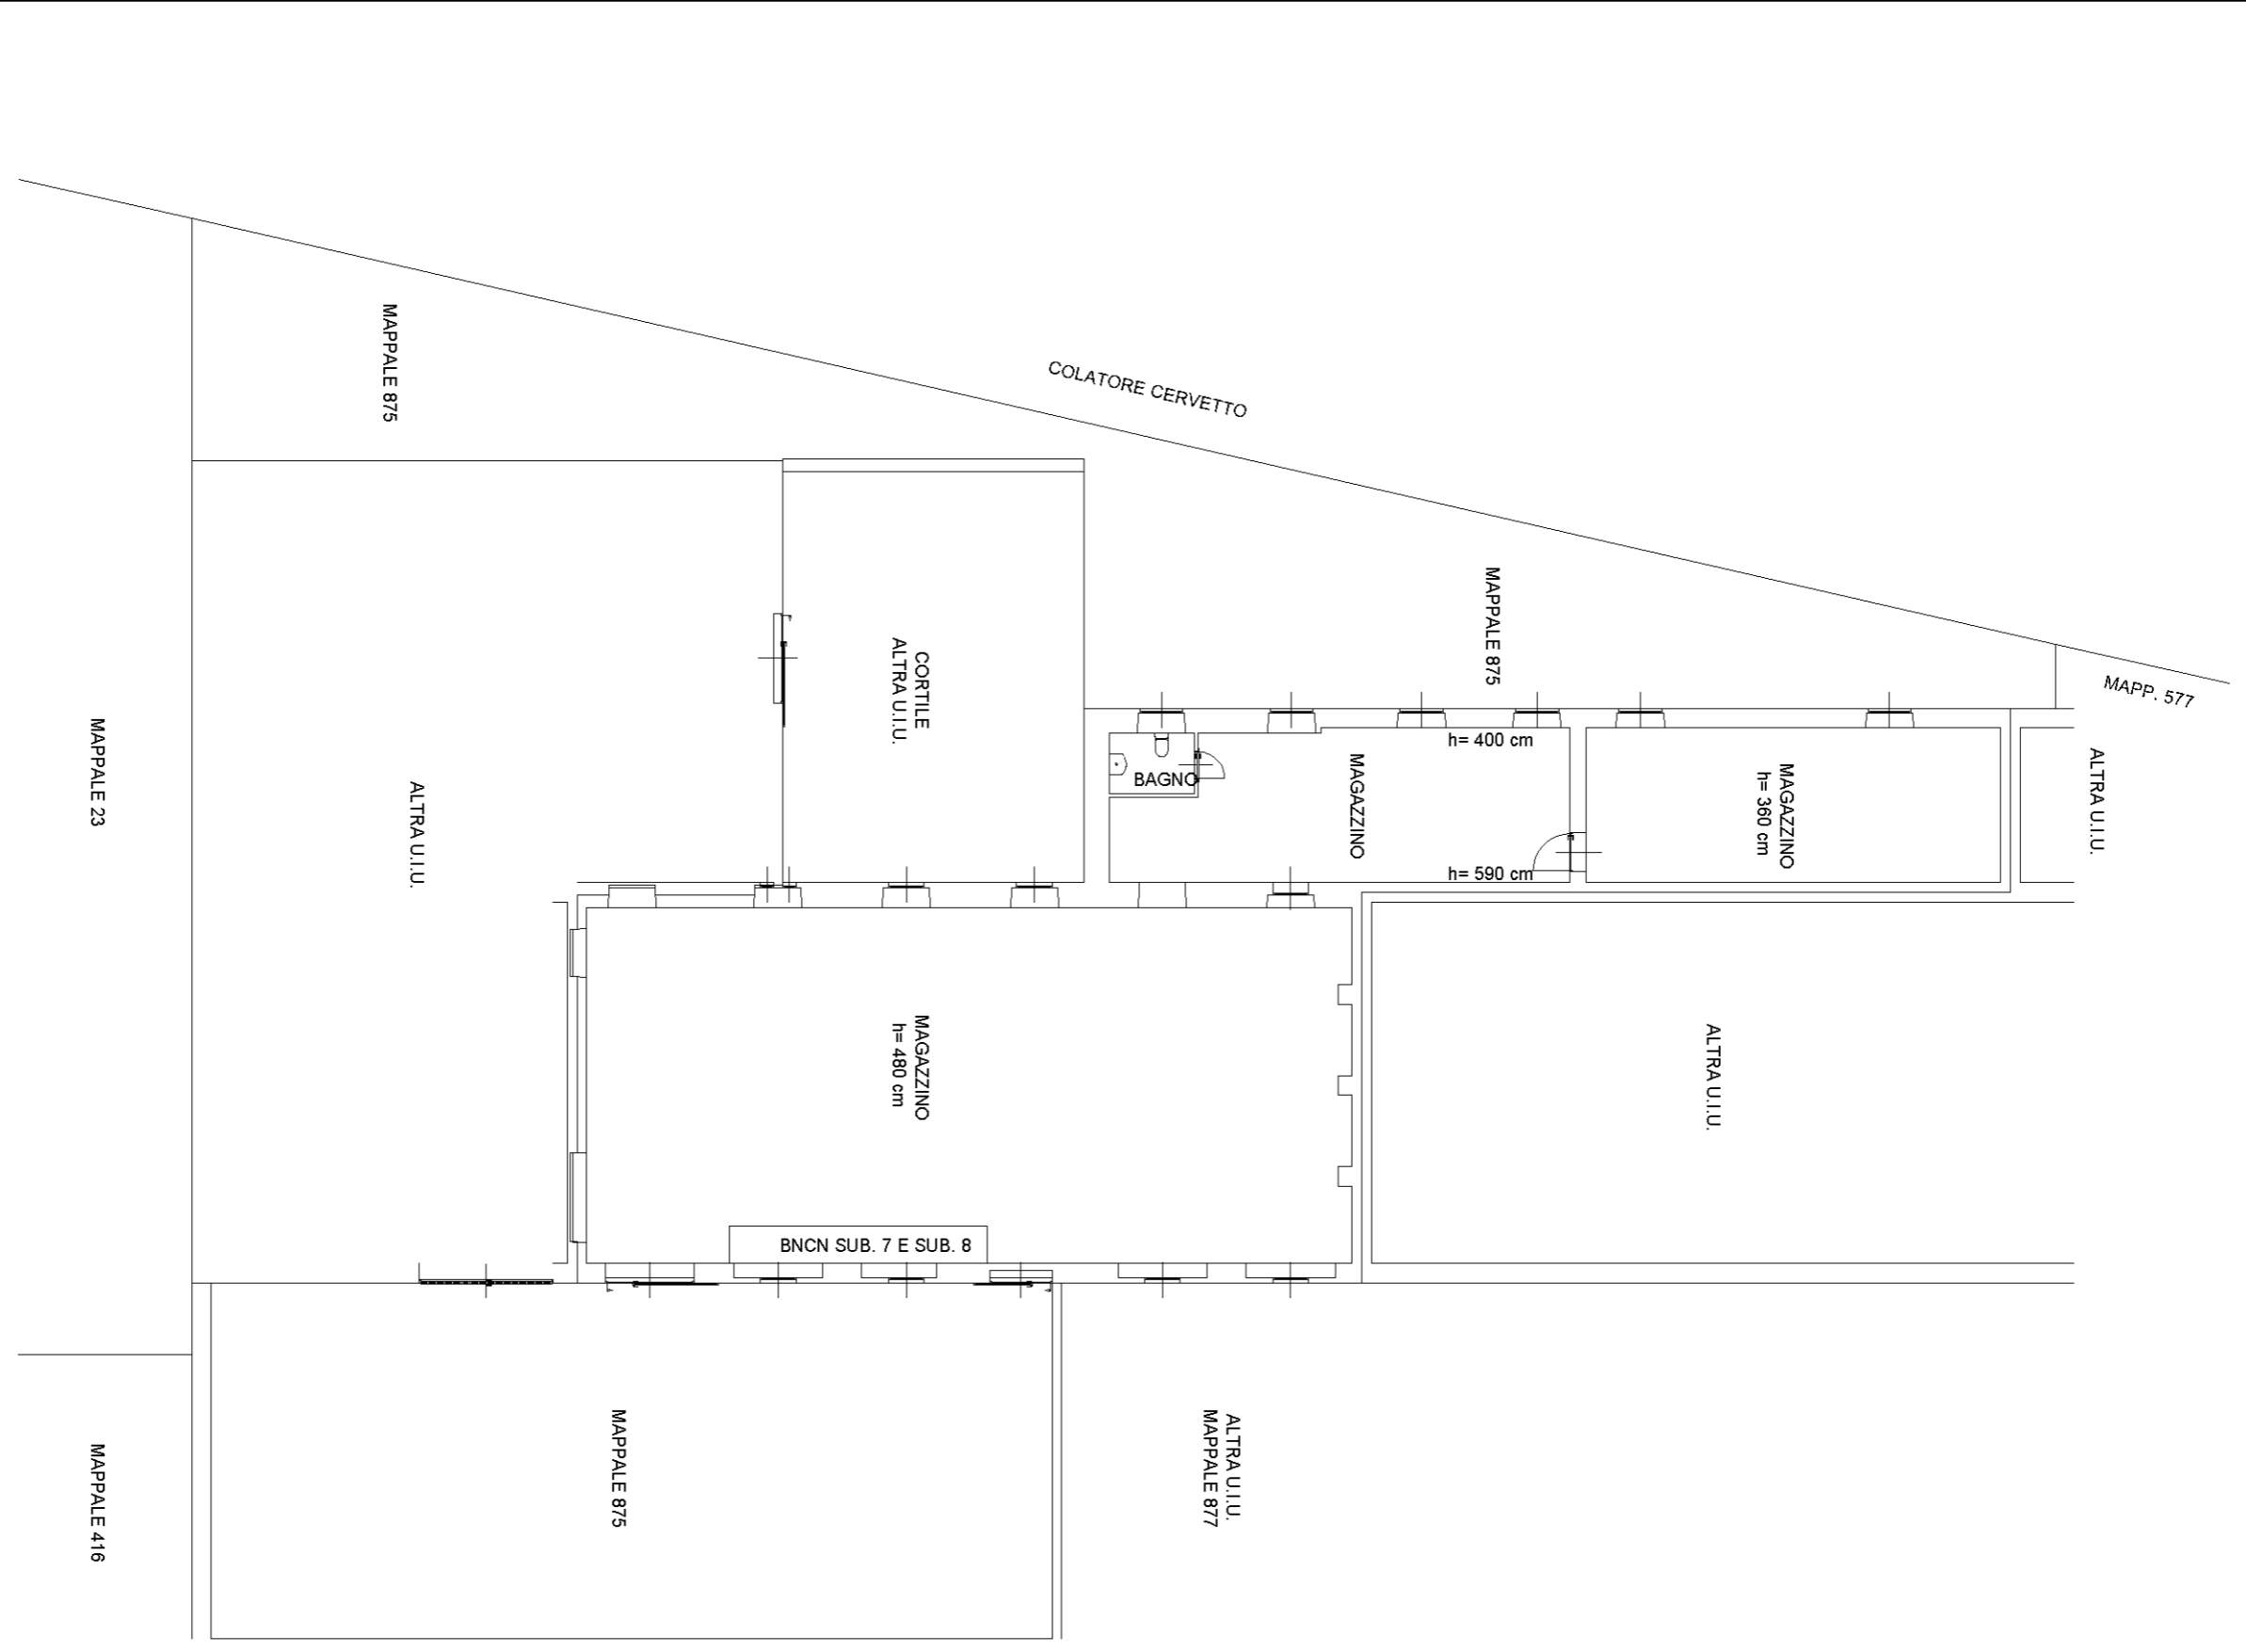 MAPPALE 875
COLATORE CERVETTO
MAPPALE 875
MAPP. 577
CORTILE
ALTRA U.I.U.
MAPPALE 23
ALTRA U.I.U.
BAGNO
h= 400 cm
MAGAZZINO
h= 590 cm
MAGAZZINO
h= 360 cm
ALTRA U.I.U.
MAGAZZINO
h= 480 cm
ALTRA U.I.U.
BNCN SUB. 7 E SUB. 8
MAPPALE 416
MAPPALE 875
ALTRA U.I.U.
MAPPALE 877